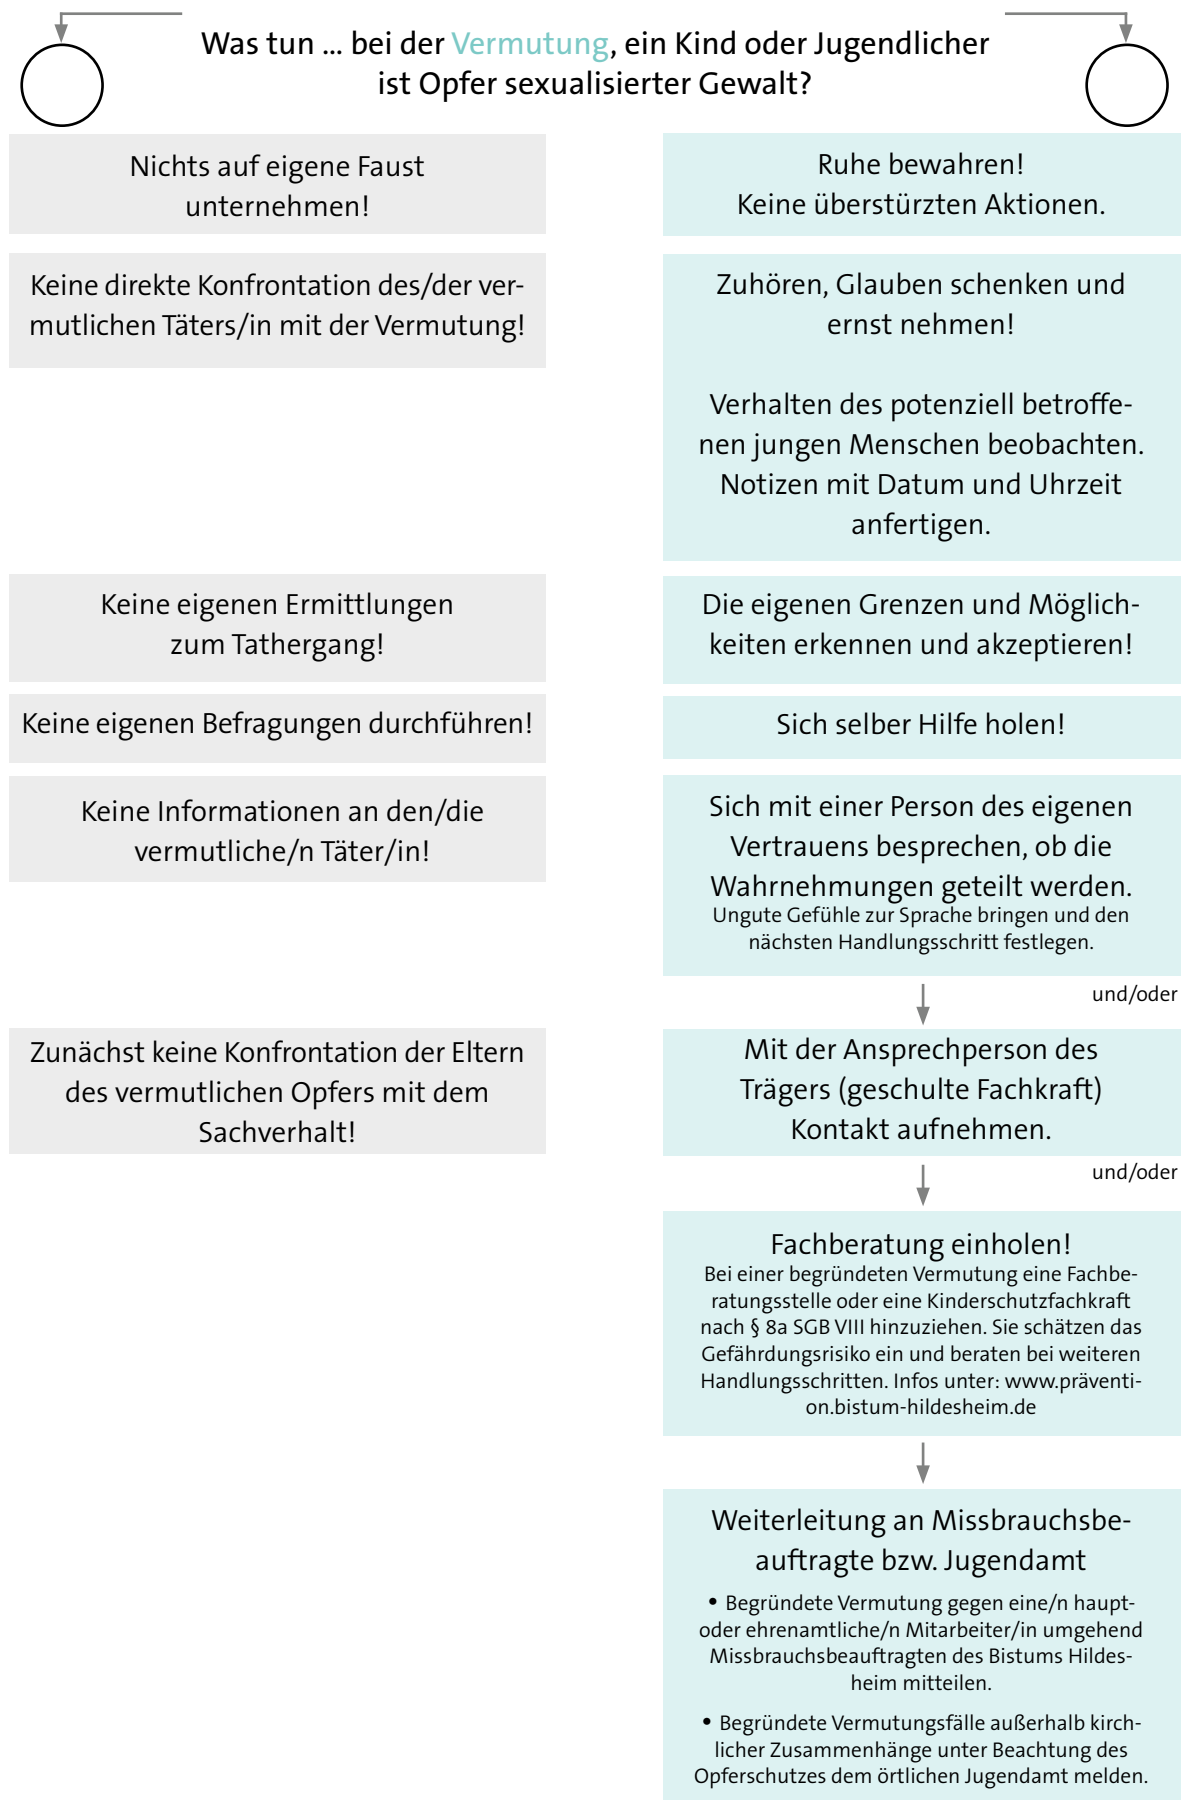 Was tun ... bei der Vermutung, ein Kind oder Jugendlicher
ist Opfer sexualisierter Gewalt?
Nichts auf eigene Faust
unternehmen!
Ruhe bewahren!
Keine überstürzten Aktionen.
Keine direkte Konfrontation des/der ver-
mutlichen Täters/in mit der Vermutung!
Zuhören, Glauben schenken und
ernst nehmen!
Verhalten des potenziell betroffe-
nen jungen Menschen beobachten.
Notizen mit Datum und Uhrzeit
anfertigen.
Keine eigenen Ermittlungen
zum Tathergang!
Die eigenen Grenzen und Möglich-
keiten erkennen und akzeptieren!
Keine eigenen Befragungen durchführen!
Sich selber Hilfe holen!
Keine Informationen an den/die
vermutliche/n Täter/in!
Sich mit einer Person des eigenen
Vertrauens besprechen, ob die
Wahrnehmungen geteilt werden.
Ungute Gefühle zur Sprache bringen und den
nächsten Handlungsschritt festlegen.
und/oder
Zunächst keine Konfrontation der Eltern
des vermutlichen Opfers mit dem
Sachverhalt!
Mit der Ansprechperson des
Trägers (geschulte Fachkraft)
Kontakt aufnehmen.
und/oder
Fachberatung einholen!
Bei einer begründeten Vermutung eine Fachbe-
ratungsstelle oder eine Kinderschutzfachkraft
nach § 8a SGB VIII hinzuziehen. Sie schätzen das
Gefährdungsrisiko ein und beraten bei weiteren
Handlungsschritten. Infos unter: www.präventi-
on.bistum-hildesheim.de
Weiterleitung an Missbrauchsbe-
auftragte bzw. Jugendamt
• Begründete Vermutung gegen eine/n haupt-
oder ehrenamtliche/n Mitarbeiter/in umgehend
Missbrauchsbeauftragten des Bistums Hildes-
heim mitteilen.
• Begründete Vermutungsfälle außerhalb kirch-
licher Zusammenhänge unter Beachtung des
Opferschutzes dem örtlichen Jugendamt melden.